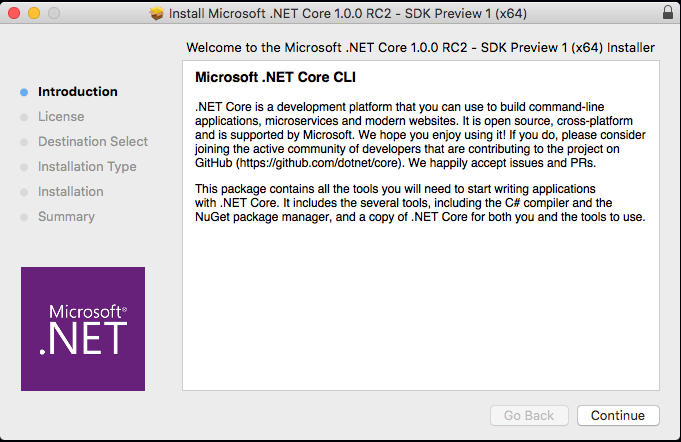 Install Microsoft .NET Core 1.0.0 RC2 - SDK Preview 1 (x64)
Welcome to the Microsoft .NET Core 1.0.0 RC2 - SDK Preview 1 (x64) Installer
Introduction
License
Destination Select
Installation Type
Installation
Summary
Microsoft .NET Core CLI
.NET Core is a development platform that you can use to build command-line
applications, microservices and modern websites. It is open source, cross-platform
and is supported by Microsoft. We hope you enjoy using it! If you do, please consider
joining the active community of developers that are contributing to the project on
GitHub (https://github.com/dotnet/core). We happily accept issues and PRs.
This package contains all the tools you will need to start writing applications
with .NET Core. It includes the several tools, including the C# compiler and the
NuGet package manager, and a copy of .NET Core for both you and the tools to use.
Microsoft®
.NET
Go Back
Continue